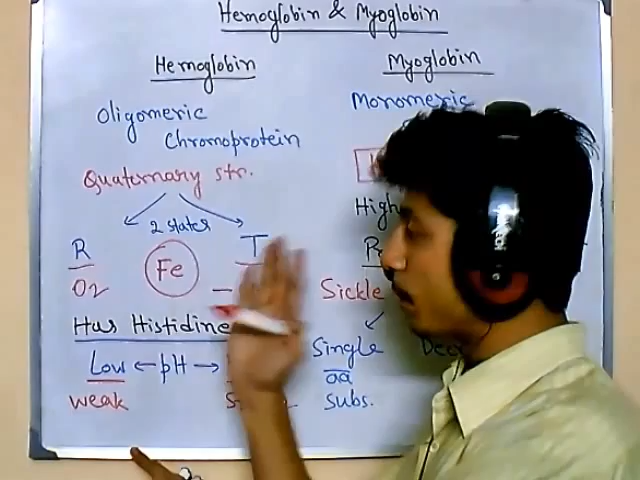 Hemoglobin & Myoglobin
Hemoglobin
Myoglobin
Oligomeric
Chromoprotein
Monomeric
Quaternary str.
2 states
R
Fe
T
O2
Sickle
Has Histidine
Low ← pH →
Single
weak
aa
subs.